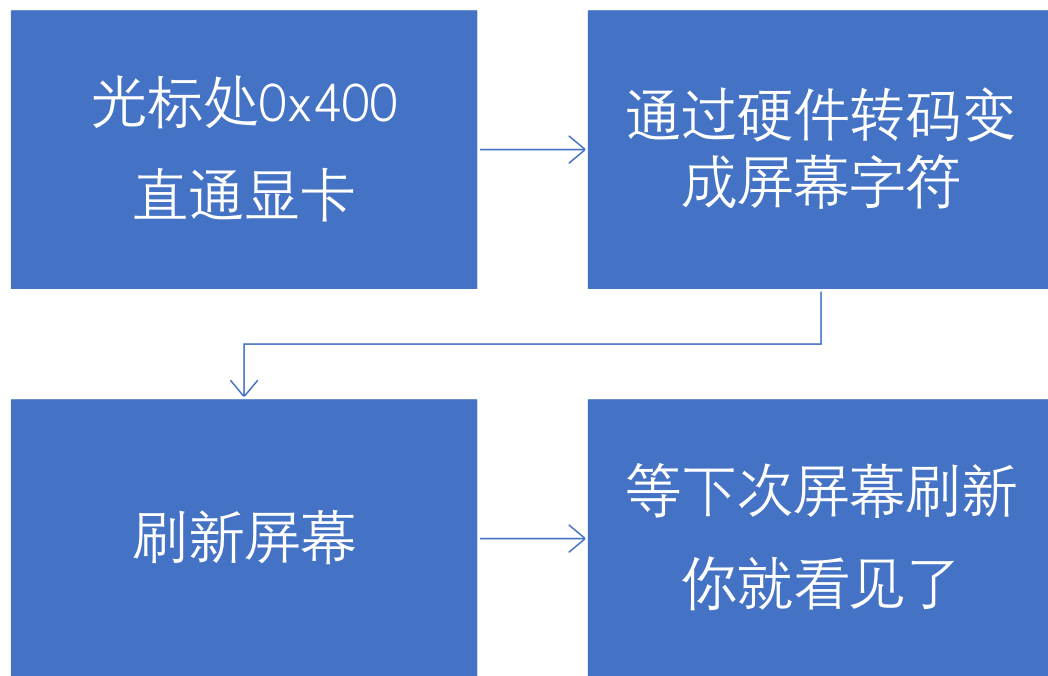 光标处0x400
直通显卡
通过硬件转码变
成屏幕字符
刷新屏幕
等下次屏幕刷新
你就看见了